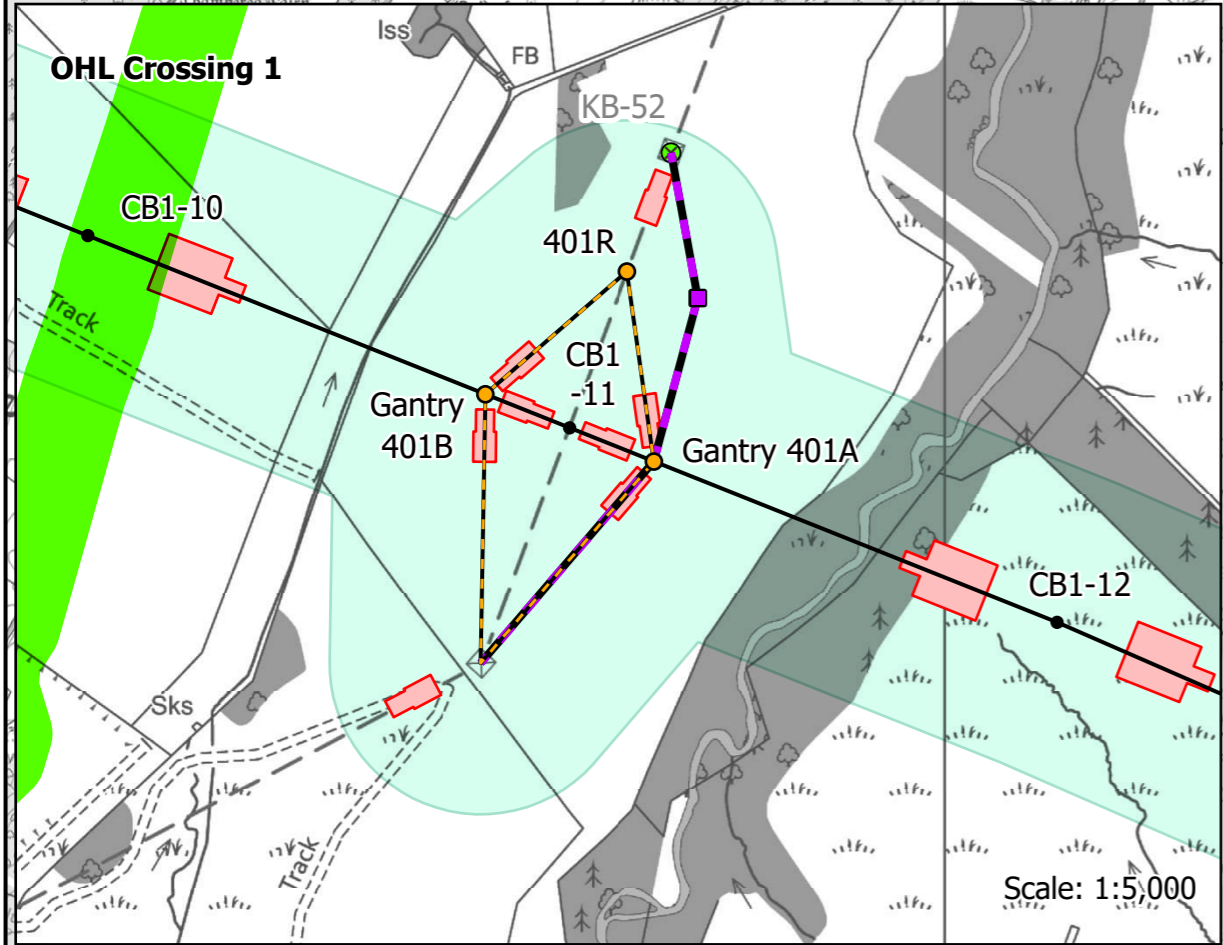 Iss
FB
OHL Crossing 1
KB-52
CB1-10
401R
Track
CB1
-11
Gantry
401B
Gantry 401A
CB1-12
Sks
Track
Scale: 1:5,000